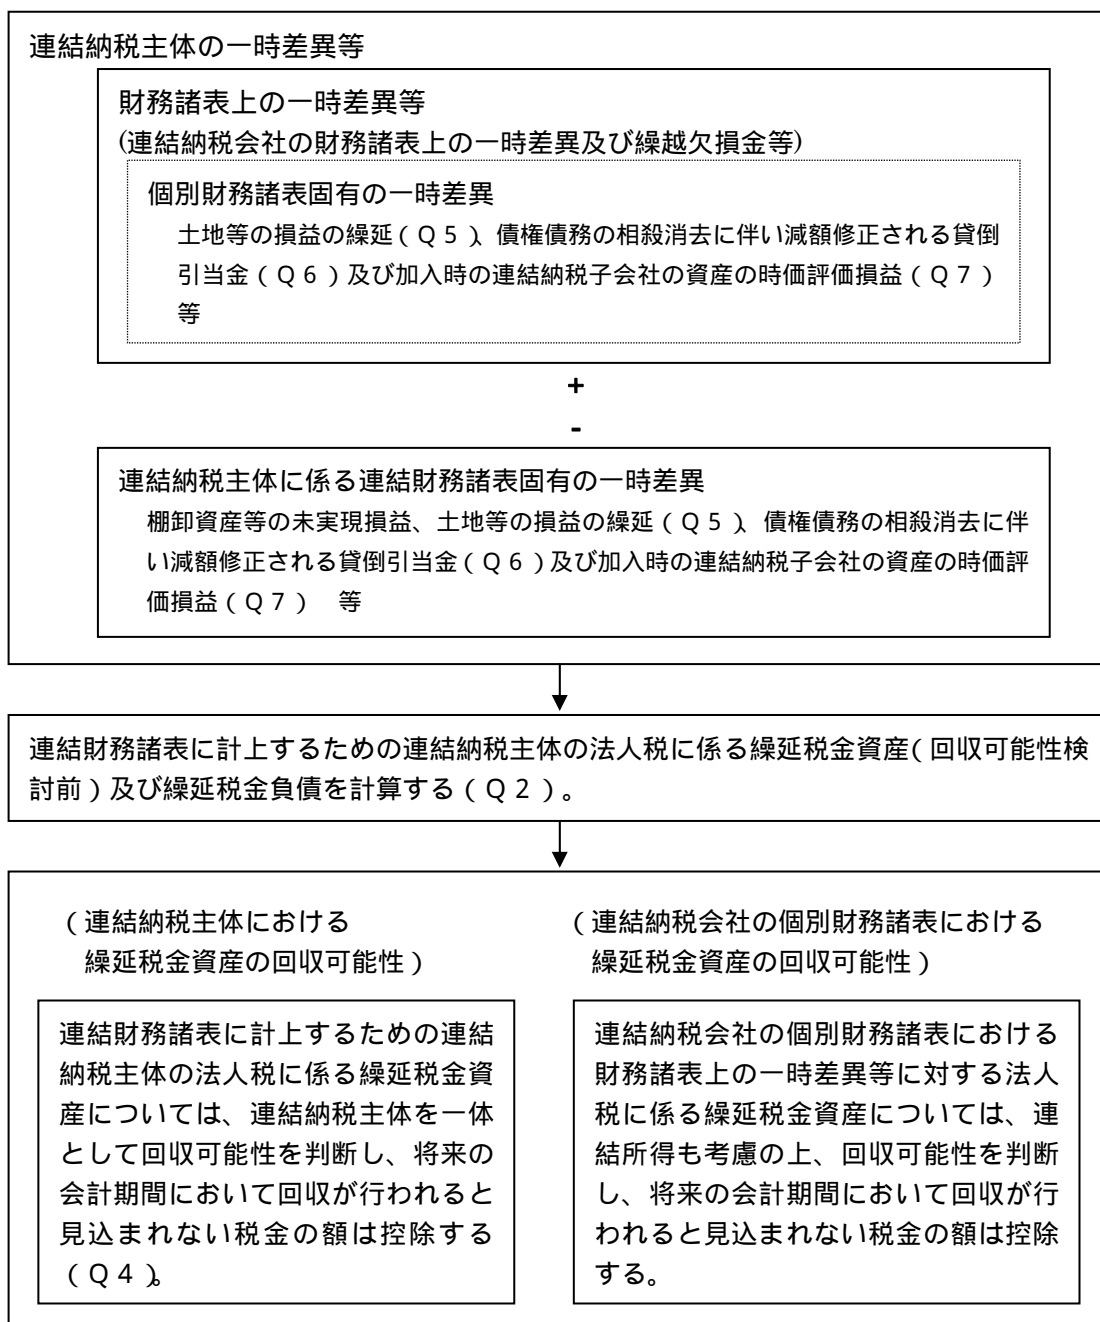 連結納税主体の一時差異等
財務諸表上の一時差異等
(連結納税会社の財務諸表上の一時差異及び繰越欠損金等)
個別財務諸表固有の一時差異
土地等の損益の繰延(Q5)、債権債務の相殺消去に伴い減額修正される貸倒
引当金(Q6)及び加入時の連結納税子会社の資産の時価評価損益(Q7)
等
+
-
連結納税主体に係る連結財務諸表固有の一時差異
棚卸資産等の未実現損益、土地等の損益の繰延(Q5)、債権債務の相殺消去に伴
い減額修正される貸倒引当金(Q6)及び加入時の連結納税子会社の資産の時価評
価損益(Q7) 等
連結財務諸表に計上するための連結納税主体の法人税に係る繰延税金資産(回収可能性検
討前)及び繰延税金負債を計算する(Q2)。
(連結納税主体における
繰延税金資産の回収可能性)
連結財務諸表に計上するための連結
納税主体の法人税に係る繰延税金資
産については、連結納税主体を一体
として回収可能性を判断し、将来の
会計期間において回収が行われると
見込まれない税金の額は控除する
(Q4)。
(連結納税会社の個別財務諸表における
繰延税金資産の回収可能性)
連結納税会社の個別財務諸表における
財務諸表上の一時差異等に対する法人
税に係る繰延税金資産については、連
結所得も考慮の上、回収可能性を判断
し、将来の会計期間において回収が行
われると見込まれない税金の額は控除
する。